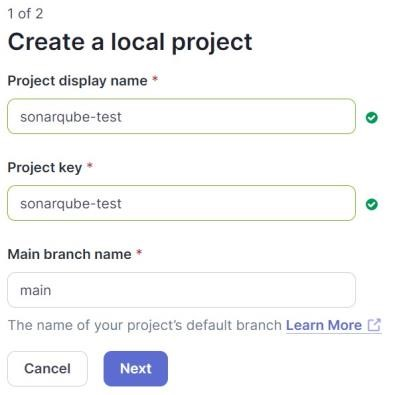 1 of 2
Create a local project
Project display name *
sonarqube-test
Project key *
sonarqube-test
Main branch name *
main
The name of your project's default branch Learn More
Cancel Next